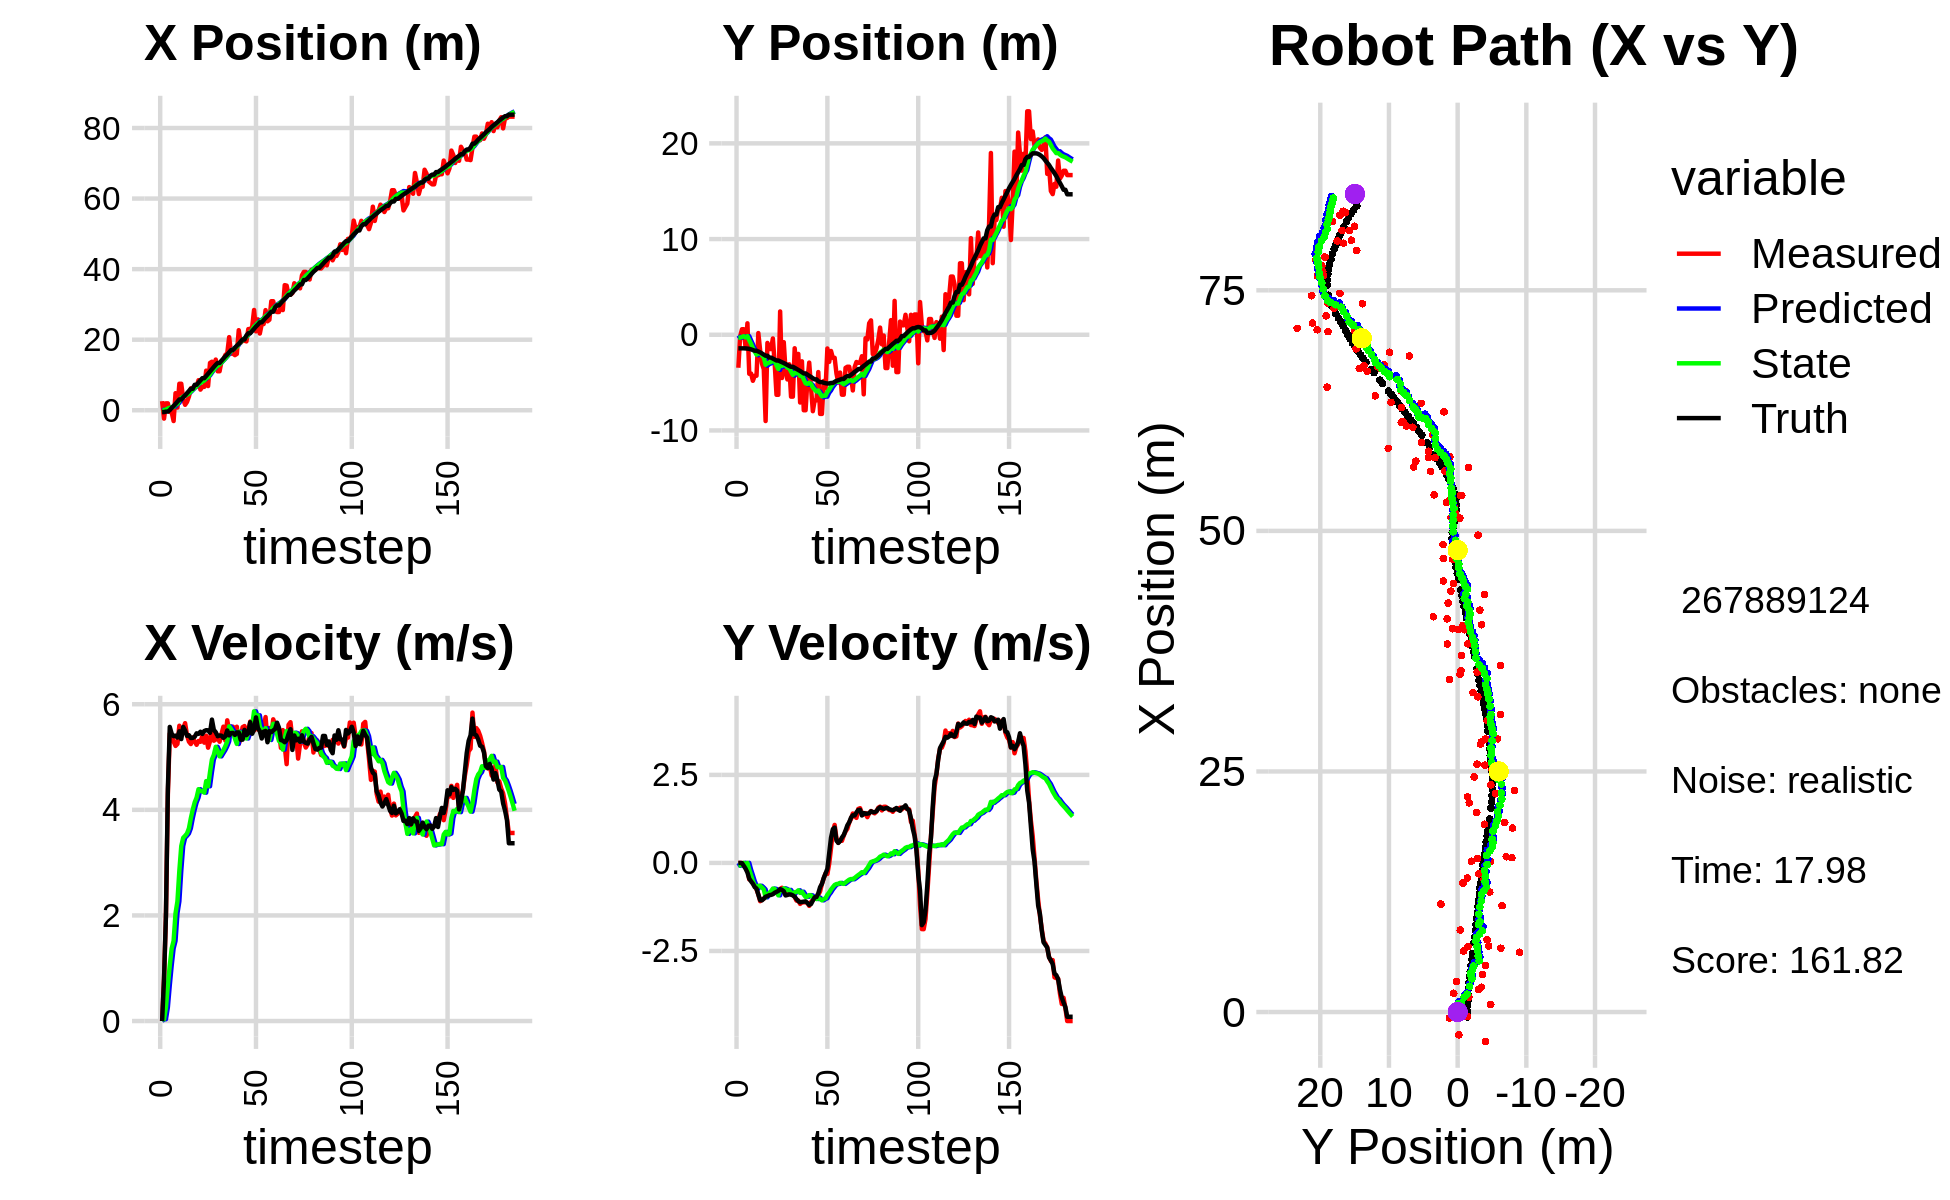 X Position (m)
80
60
40
20
0
0
50
100
150
timestep
Y Position (m)
20
10
0
-10
0
50
100
150
timestep
X Velocity (m/s)
6
4
2
0
0
50
100
150
timestep
Y Velocity (m/s)
2.5
0.0
-2.5
0
50
100
150
timestep
Robot Path (X vs Y)
X Position (m)
75
50
25
0
20 10 0 -10 -20
Y Position (m)
variable
Measured
Predicted
State
Truth
267889124
Obstacles: none
Noise: realistic
Time: 17.98
Score: 161.82